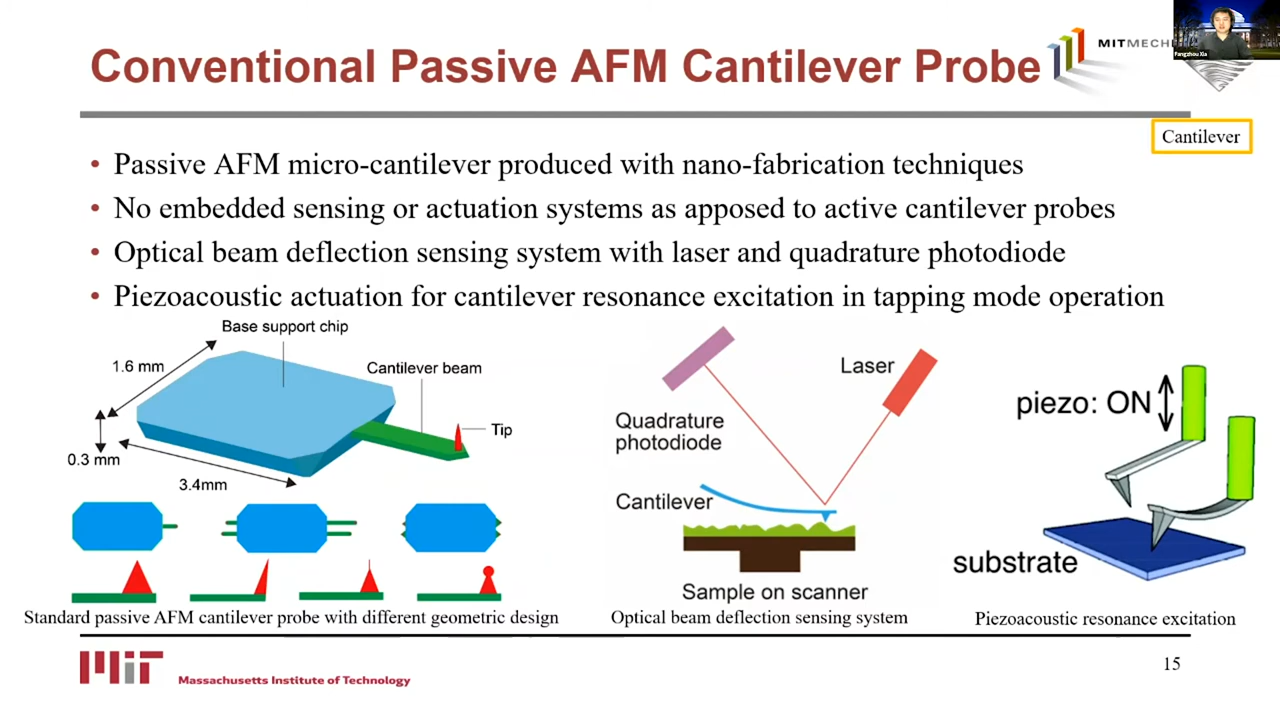 Conventional Passive AFM Cantilever Probe
MITMECH
Fangzhou Xia
Cantilever
• Passive AFM micro-cantilever produced with nano-fabrication techniques
• No embedded sensing or actuation systems as apposed to active cantilever probes
• Optical beam deflection sensing system with laser and quadrature photodiode
• Piezoacoustic actuation for cantilever resonance excitation in tapping mode operation
Base support chip
1.6 mm
Cantilever beam
Tip
0.3 mm
3.4mm
Standard passive AFM cantilever probe with different geometric design
Laser
Quadrature
photodiode
Cantilever
Sample on scanner
Optical beam deflection sensing system
piezo: ON
substrate
Piezoacoustic resonance excitation
Massachusetts Institute of Technology
15